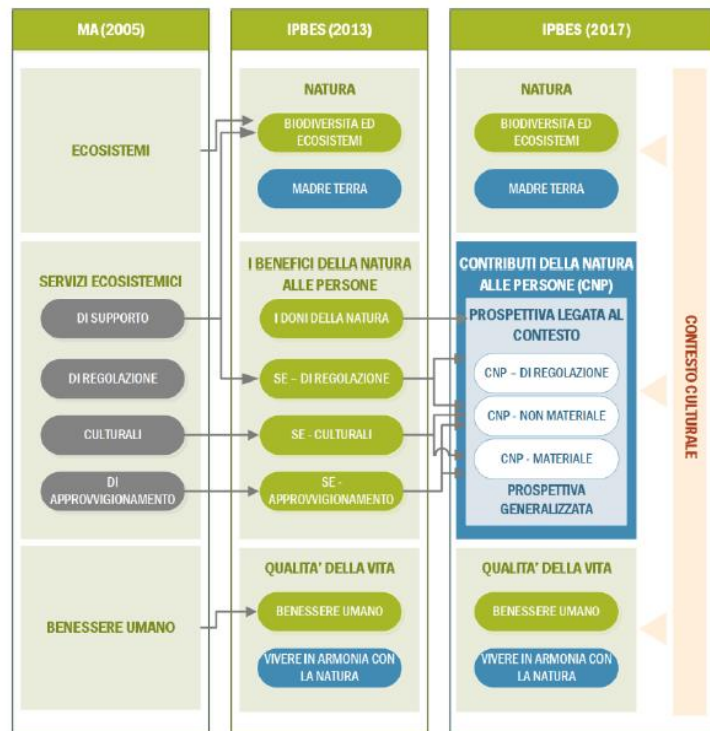 MA (2005)
ECOSISTEMI
SERVIZI ECOSISTEMICI
DI SUPPORTO
DI REGOLAZIONE
CULTURALI
DI
APPROVVIGIONAMENTO
BENESSERE UMANO
IPBES (2013)
NATURA
BIODIVERSITA ED
ECOSISTEMI
MADRE TERRA
I BENEFICI DELLA NATURA
ALLE PERSONE
I DONI DELLA NATURA
SE – DI REGOLAZIONE
SE - CULTURALI
SE -
APPROVVIGIONAMENTO
QUALITA' DELLA VITA
BENESSERE UMANO
VIVERE IN ARMONIA CON
LA NATURA
IPBES (2017)
NATURA
BIODIVERSITA ED
ECOSISTEMI
MADRE TERRA
CONTRIBUTI DELLA NATURA
ALLE PERSONE (CNP)
PROSPETTIVA LEGATA AL
CONTESTO
CNP – DI REGOLAZIONE
CNP - NON MATERIALE
CNP - MATERIALE
PROSPETTIVA
GENERALIZZATA
QUALITA' DELLA VITA
BENESSERE UMANO
VIVERE IN ARMONIA CON
LA NATURA
CONTESTO CULTURALE